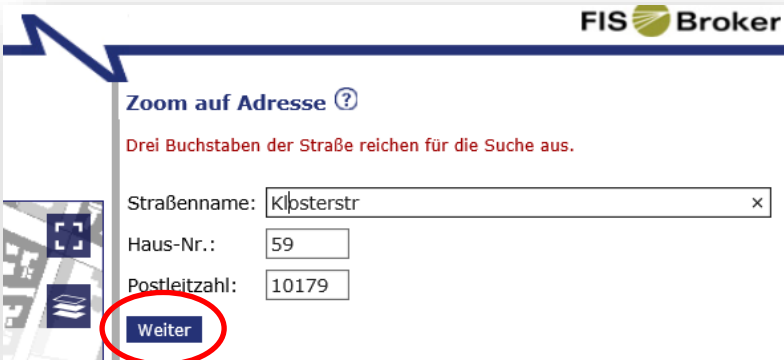 FIS Broker
Zoom auf Adresse ?
Drei Buchstaben der Straße reichen für die Suche aus.
Straßenname: Klosterstr ×
Haus-Nr.: 59
Postleitzahl: 10179
Weiter